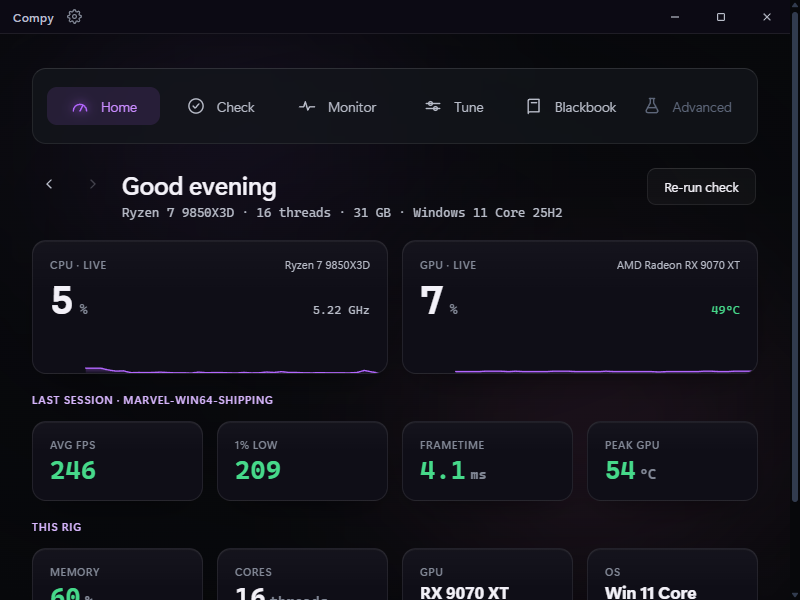 Compy
Home Check Monitor Tune Blackbook Advanced
Good evening
Re-run check
Ryzen 7 9850X3D · 16 threads · 31 GB · Windows 11 Core 25H2
CPU · LIVE Ryzen 7 9850X3D
5 % 5.22 GHz
GPU · LIVE AMD Radeon RX 9070 XT
7 % 49°C
LAST SESSION · MARVEL-WIN64-SHIPPING
AVG FPS
246
1% LOW
209
FRAMETIME
4.1 ms
PEAK GPU
54 °C
THIS RIG
MEMORY
60 %
CORES
16 threads
GPU
RX 9070 XT
OS
Win 11 Core